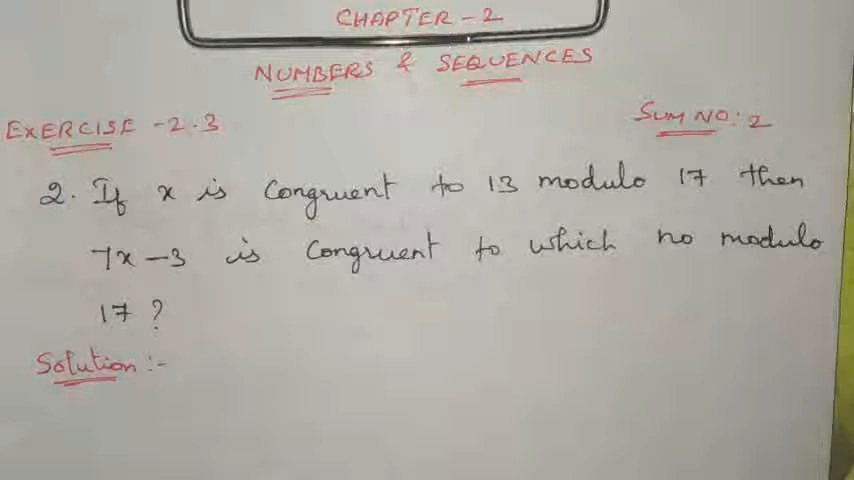 CHAPTER - 2
NUMBERS & SEQUENCES
EXERCISE - 2.3
SUM NO: 2
2. If x is congruent to 13 modulo 17 then
7x - 3 is congruent to which no modulo
17 ?
Solution :-